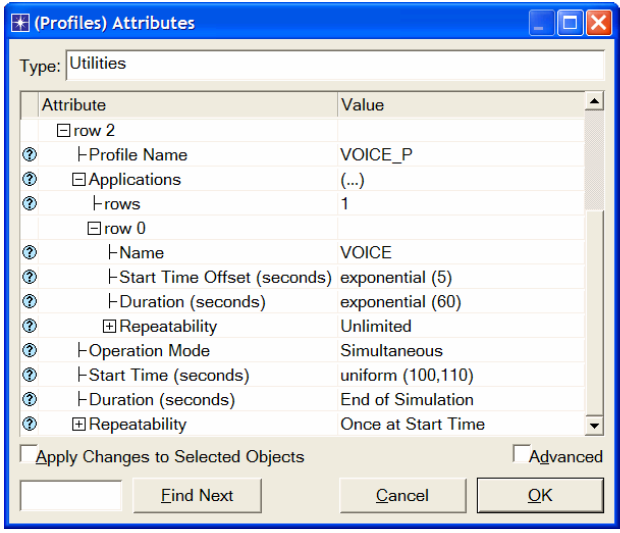 (Profiles) Attributes
Type: Utilities
Attribute Value
row 2
Profile Name VOICE_P
Applications (...)
rows 1
row 0
Name VOICE
Start Time Offset (seconds) exponential (5)
Duration (seconds) exponential (60)
Repeatability Unlimited
Operation Mode Simultaneous
Start Time (seconds) uniform (100,110)
Duration (seconds) End of Simulation
Repeatability Once at Start Time
Apply Changes to Selected Objects Advanced
Find Next Cancel OK